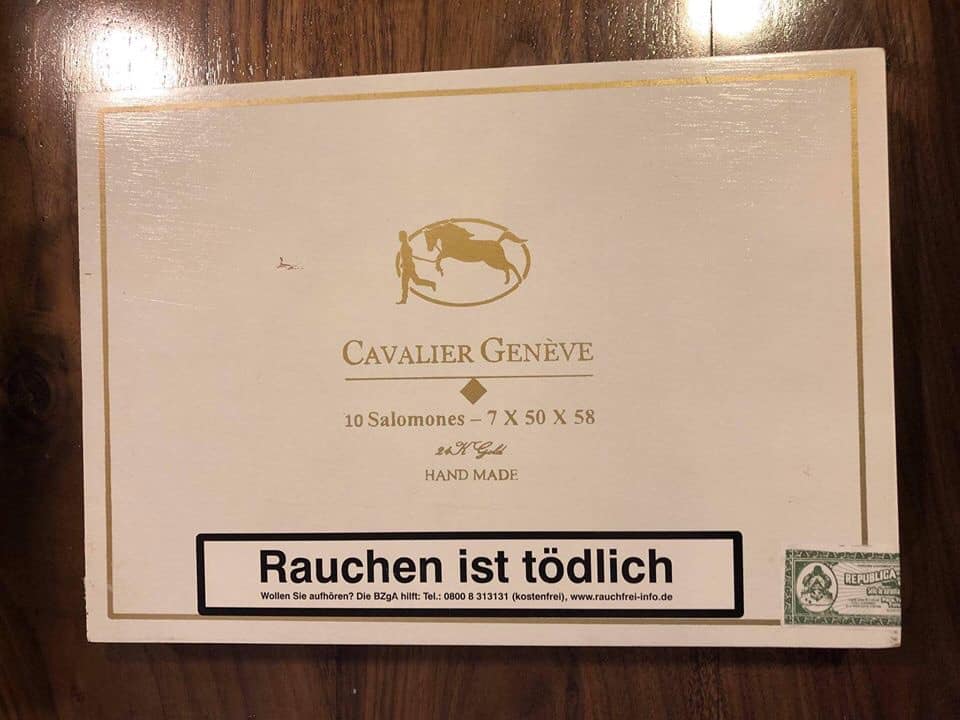 CAVALIER GENÈVE
10 Salomones – 7 X 50 X 58
24K Gold
HAND MADE
Rauchen ist tödlich
Wollen Sie aufhören? Die BZgA hilft: Tel.: 0800 8 313131 (kostenfrei), www.rauchfrei-info.de
REPUBLICA